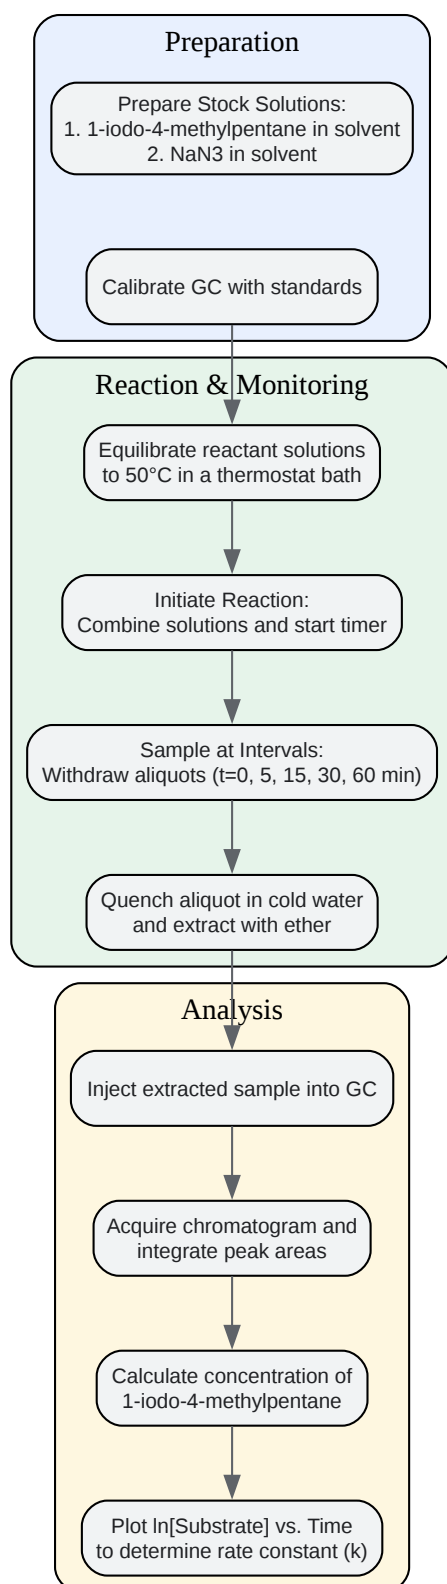 Preparation
Prepare Stock Solutions:
1. 1-iodo-4-methylpentane in solvent
2. NaN3 in solvent
Calibrate GC with standards
Reaction & Monitoring
Equilibrate reactant solutions
to 50°C in a thermostat bath
Initiate Reaction:
Combine solutions and start timer
Sample at Intervals:
Withdraw aliquots (t=0, 5, 15, 30, 60 min)
Quench aliquot in cold water
and extract with ether
Analysis
Inject extracted sample into GC
Acquire chromatogram and
integrate peak areas
Calculate concentration of
1-iodo-4-methylpentane
Plot ln[Substrate] vs. Time
to determine rate constant (k)